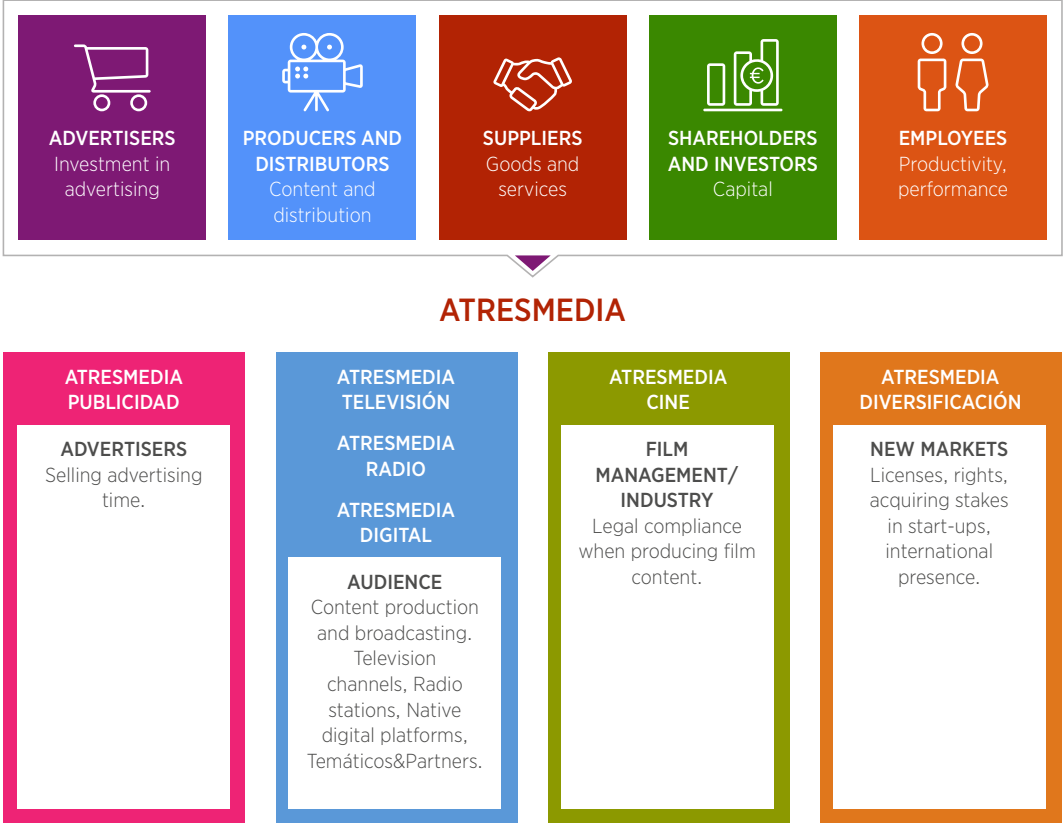 ADVERTISERS
Investment in
advertising
PRODUCERS AND
DISTRIBUTORS
Content and
distribution
SUPPLIERS
Goods and
services
SHAREHOLDERS
AND INVESTORS
Capital
€
EMPLOYEES
Productivity,
performance
ATRESMEDIA
ATRESMEDIA
PUBLICIDAD
ADVERTISERS
Selling advertising
time.
ATRESMEDIA
TELEVISIÓN
ATRESMEDIA
RADIO
ATRESMEDIA
DIGITAL
AUDIENCE
Content production
and broadcasting.
Television
channels, Radio
stations, Native
digital platforms,
Temáticos&Partners.
ATRESMEDIA
CINE
FILM
MANAGEMENT/
INDUSTRY
Legal compliance
when producing film
content.
ATRESMEDIA
DIVERSIFICACIÓN
NEW MARKETS
Licenses, rights,
acquiring stakes
in start-ups,
international
presence.